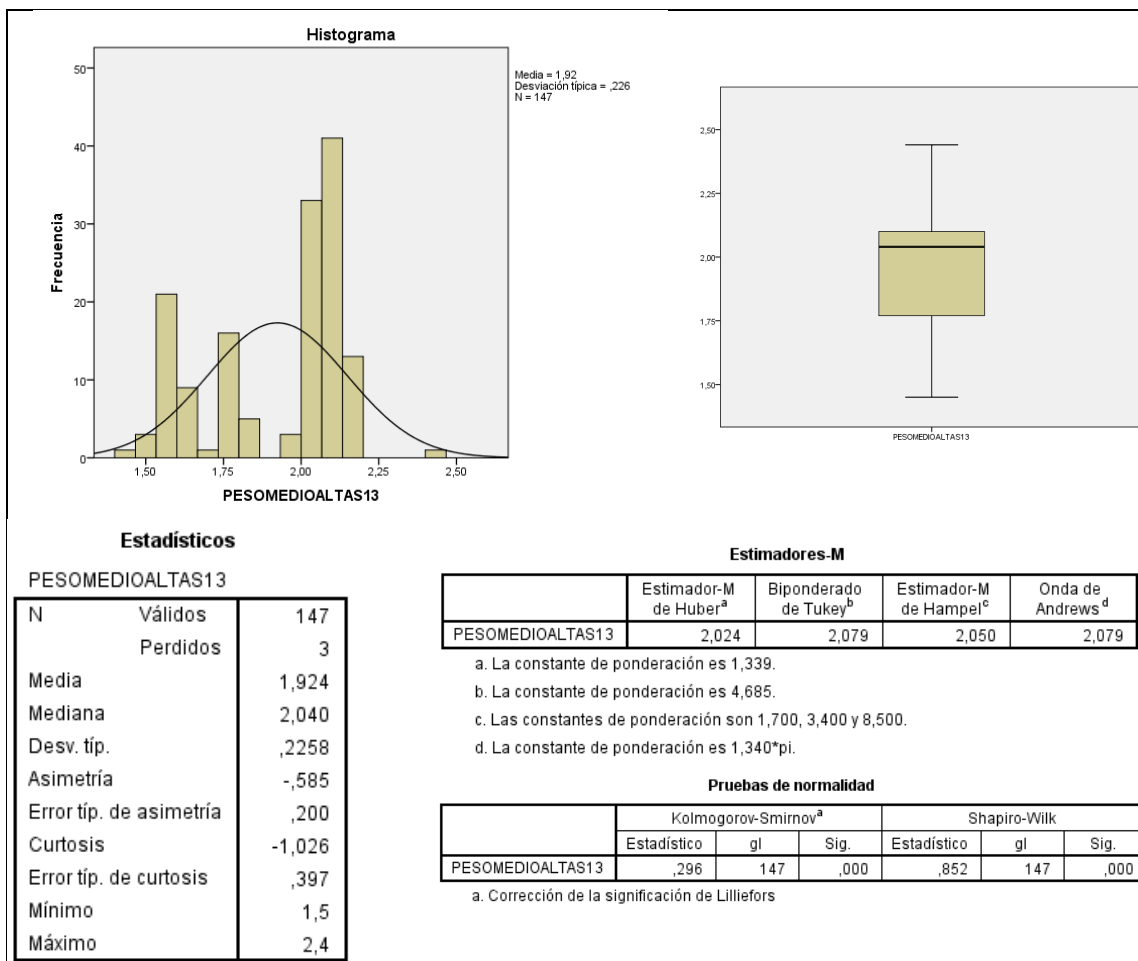 Histograma
50
40
30
20
10
0
Frecuencia
1,50
1,75
2,00
2,25
2,50
PESOMEDIOALTAS13
Media = 1,92
Desviación típica = ,226
N = 147
2,50
2,25
2,00
1,75
1,50
PESOMEDIOALTAS13
Estadísticos
PESOMEDIOALTAS13
N Válidos 147
Perdidos 3
Media 1,924
Mediana 2,040
Desv. típ. ,2258
Asimetría -,585
Error típ. de asimetría ,200
Curtosis -1,026
Error típ. de curtosis ,397
Mínimo 1,5
Máximo 2,4
Estimadores-M
Estimador-M de Huber a
Biponderado de Tukey b
Estimador-M de Hampel c
Onda de Andrews d
PESOMEDIOALTAS13 2,024 2,079 2,050 2,079
a. La constante de ponderación es 1,339.
b. La constante de ponderación es 4,685.
c. Las constantes de ponderación son 1,700, 3,400 y 8,500.
d. La constante de ponderación es 1,340*pi.
Pruebas de normalidad
Kolmogorov-Smirnov a Shapiro-Wilk
Estadístico gl Sig. Estadístico gl Sig.
PESOMEDIOALTAS13 ,296 147 ,000 ,852 147 ,000
a. Corrección de la significación de Lilliefors